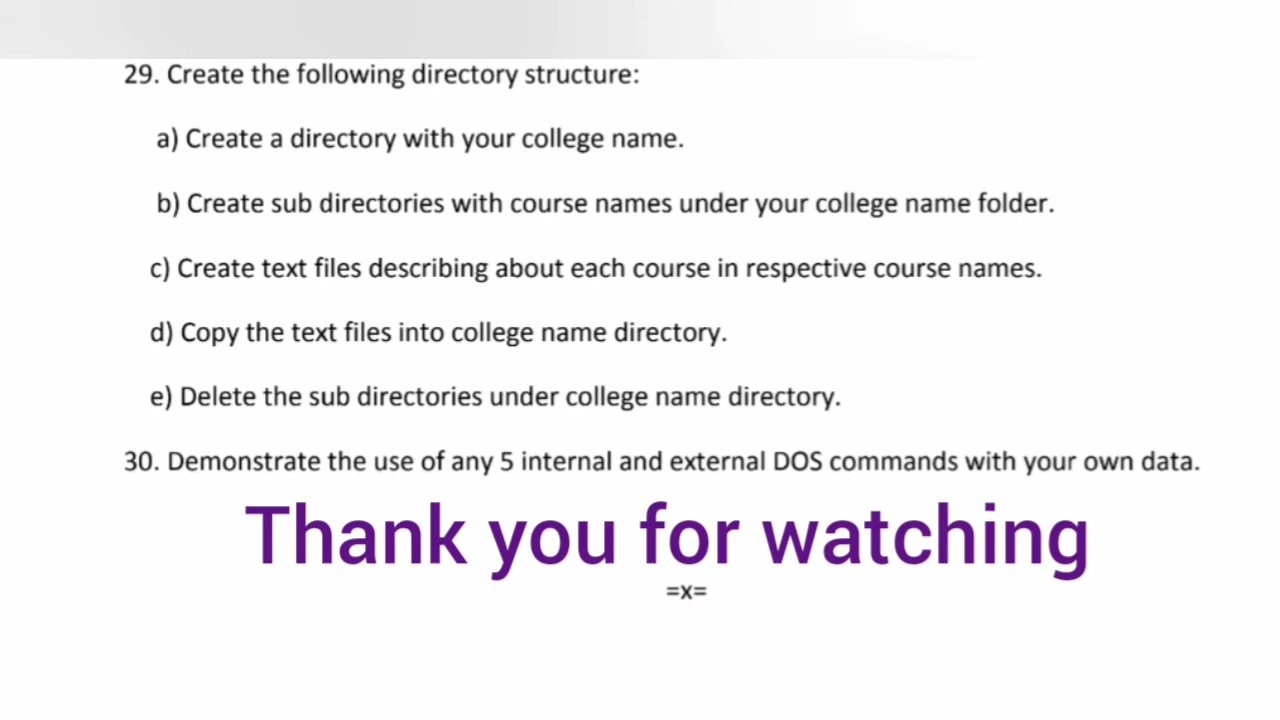 29. Create the following directory structure:
a) Create a directory with your college name.
b) Create sub directories with course names under your college name folder.
c) Create text files describing about each course in respective course names.
d) Copy the text files into college name directory.
e) Delete the sub directories under college name directory.
30. Demonstrate the use of any 5 internal and external DOS commands with your own data.
Thank you for watching
=x=